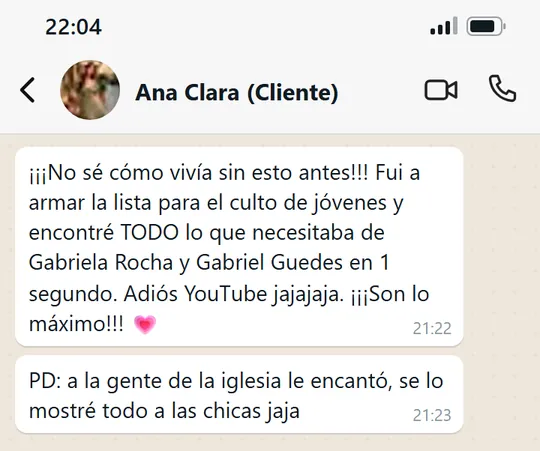 22:04
Ana Clara (Cliente)
¡¡¡No sé cómo vivía sin esto antes!!! Fui a
armar la lista para el culto de jóvenes y
encontré TODO lo que necesitaba de
Gabriela Rocha y Gabriel Guedes en 1
segundo. Adiós YouTube jajajaja. ¡¡¡Son lo
máximo!!! 💗
21:22
PD: a la gente de la iglesia le encantó, se lo
mostré todo a las chicas jaja
21:23